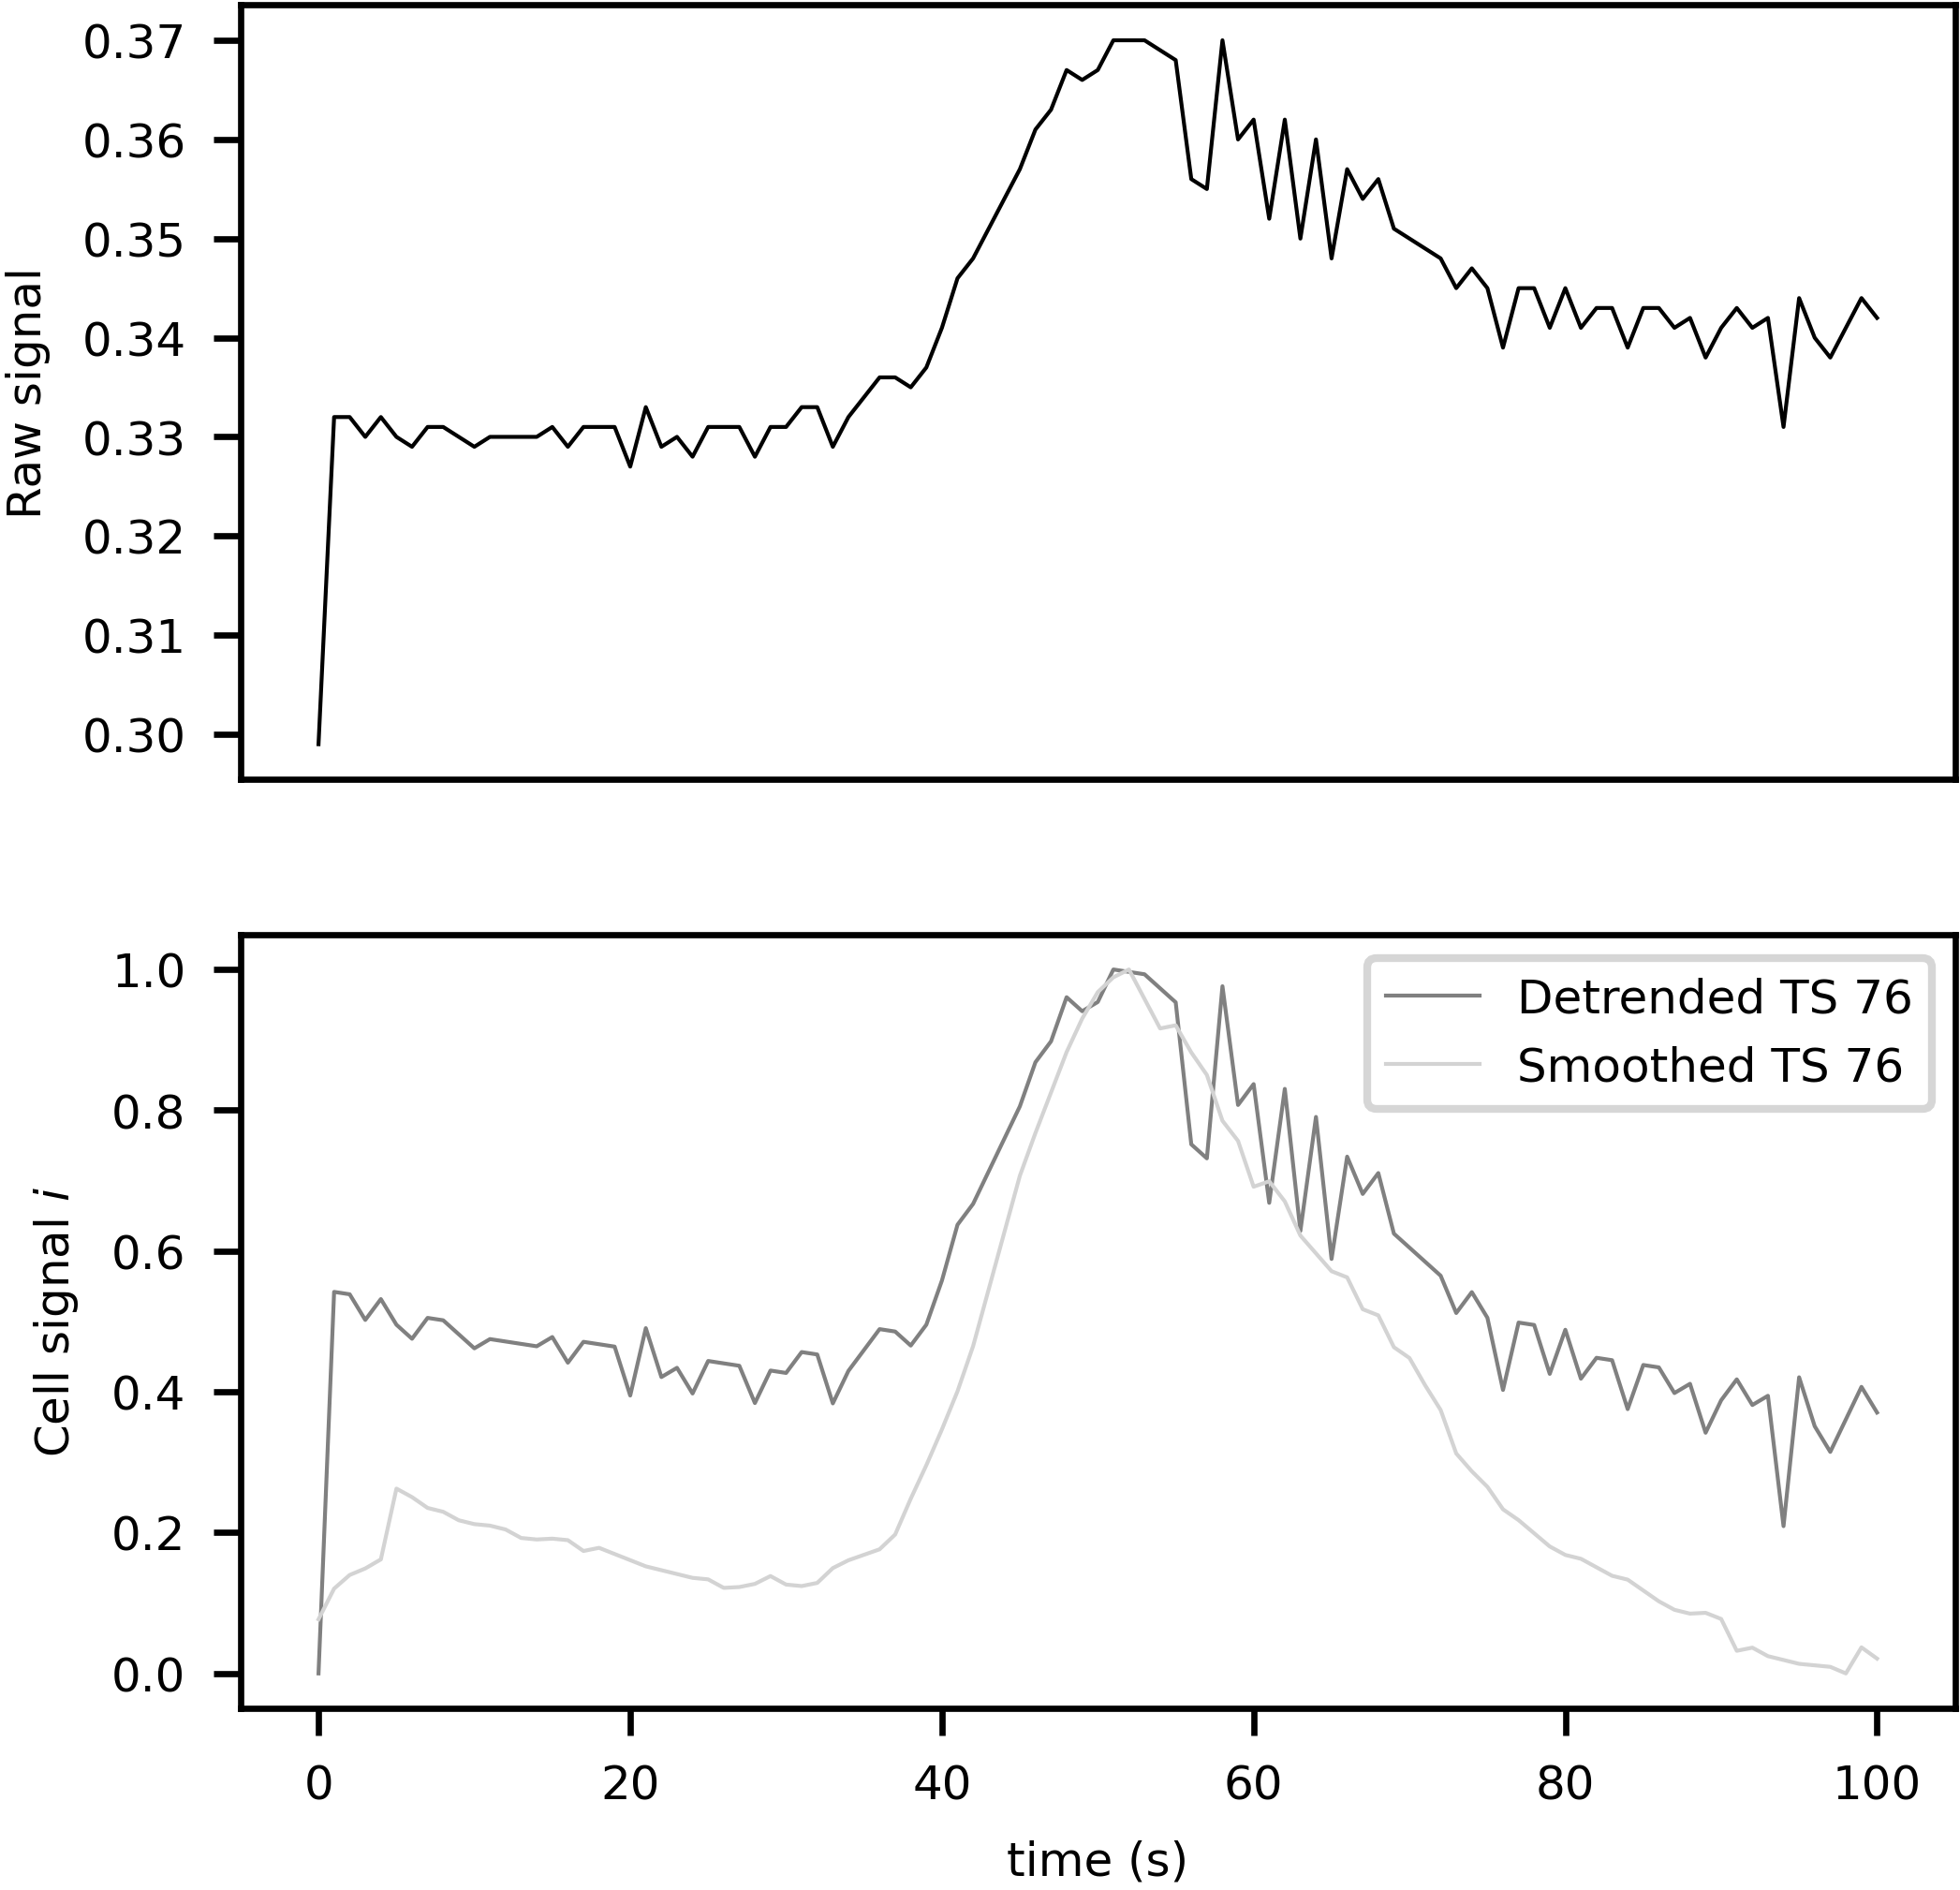 Raw signal
0.37
0.36
0.35
0.34
0.33
0.32
0.31
0.30
Cell signal i
1.0
0.8
0.6
0.4
0.2
0.0
Detrended TS 76
Smoothed TS 76
0 20 40 60 80 100
time (s)